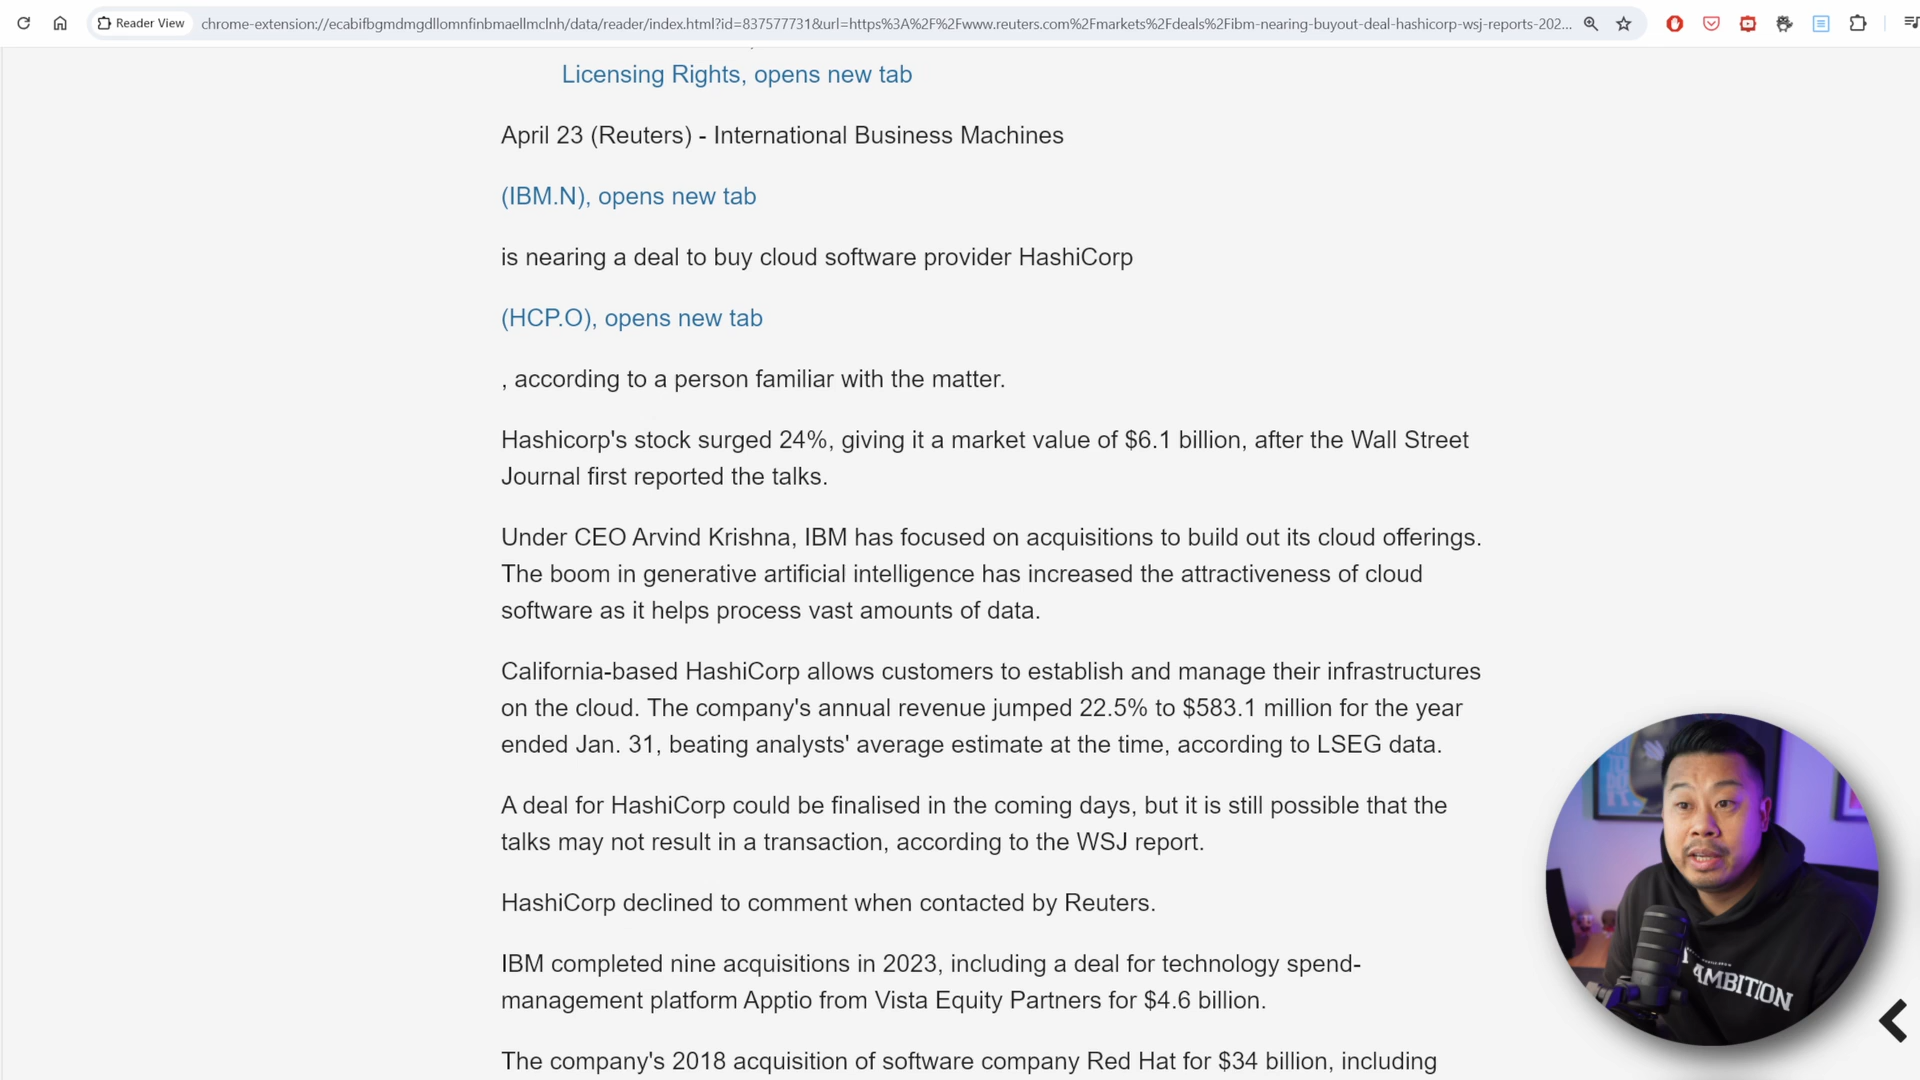 Reader View
chrome-extension://ecabifbgmdmgdllomnfinbmaellmclnh/data/reader/index.html?id=837577731&url=https%3A%2F%2Fwww.reuters.com%2Fmarkets%2Fdeals%2Fibm-nearing-buyout-deal-hashicorp-wsj-reports-202...
Licensing Rights, opens new tab
April 23 (Reuters) - International Business Machines
(IBM.N), opens new tab
is nearing a deal to buy cloud software provider HashiCorp
(HCP.O), opens new tab
, according to a person familiar with the matter.
Hashicorp's stock surged 24%, giving it a market value of $6.1 billion, after the Wall Street
Journal first reported the talks.
Under CEO Arvind Krishna, IBM has focused on acquisitions to build out its cloud offerings.
The boom in generative artificial intelligence has increased the attractiveness of cloud
software as it helps process vast amounts of data.
California-based HashiCorp allows customers to establish and manage their infrastructures
on the cloud. The company's annual revenue jumped 22.5% to $583.1 million for the year
ended Jan. 31, beating analysts' average estimate at the time, according to LSEG data.
A deal for HashiCorp could be finalised in the coming days, but it is still possible that the
talks may not result in a transaction, according to the WSJ report.
HashiCorp declined to comment when contacted by Reuters.
IBM completed nine acquisitions in 2023, including a deal for technology spend-
management platform Apptio from Vista Equity Partners for $4.6 billion.
The company's 2018 acquisition of software company Red Hat for $34 billion, including
AMBITION